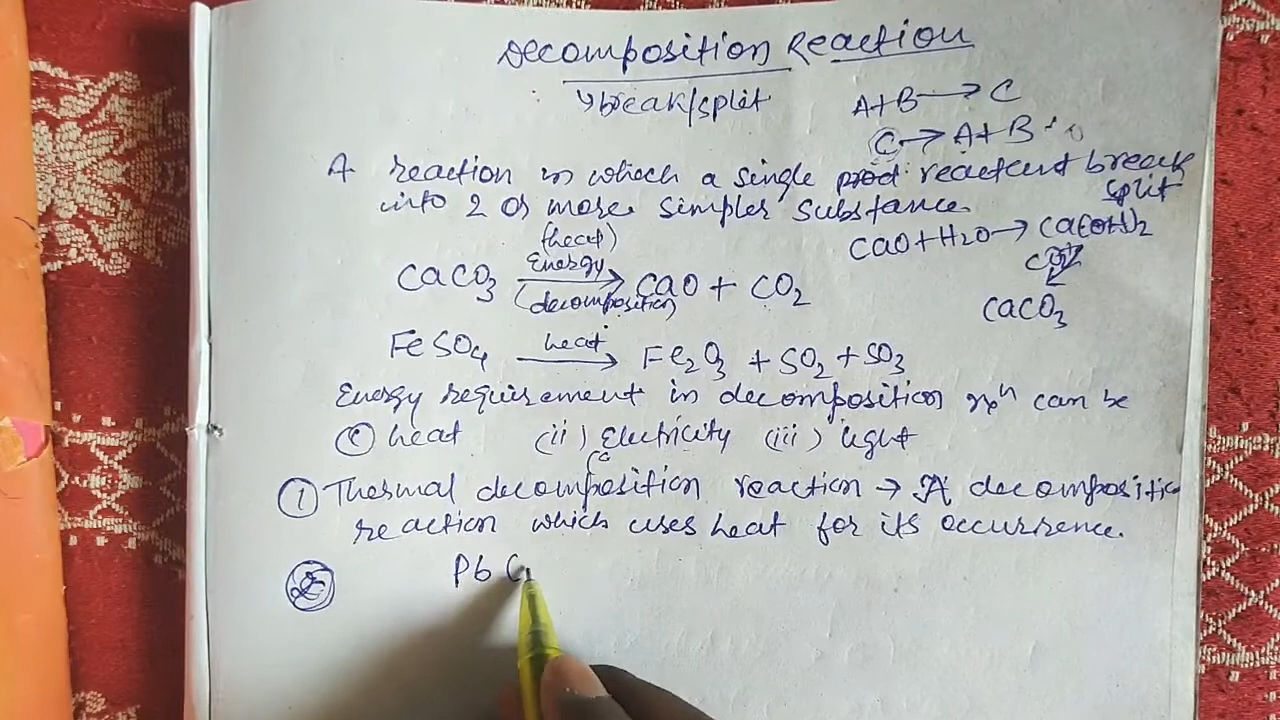 Decomposition Reaction
↳break/split
A+B → C
C → A+B
A reaction in which a single prod reactant break
split
into 2 or more simpler substance.
CaO+H2O → Ca(OH)2
(heat)
Energy
CaCO3 → CaO + CO2
(decomposition)
CO2
CaCO3
FeSO4 heat → Fe2O3 + SO2 + SO3
Energy requirement in decomposition rxn can be
heat (ii) Electricity (iii) light
① Thermal decomposition reaction → A decomposition
reaction which uses heat for its occurrence.
Pb (